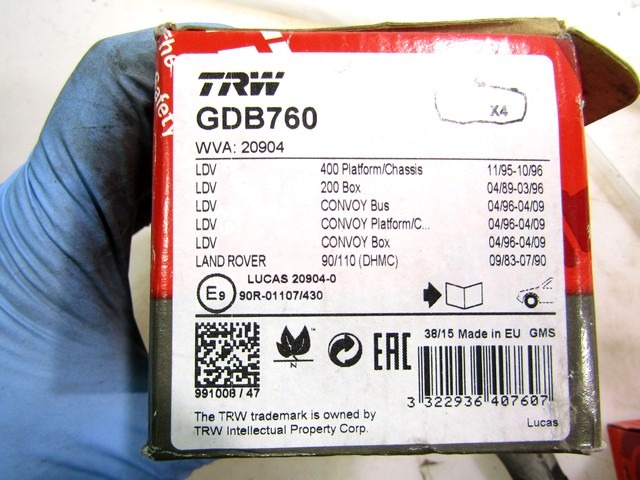 the
Safety
TRW
GDB760
X4
WVA: 20904
LDV 400 Platform/Chassis 11/95-10/96
LDV 200 Box 04/89-03/96
LDV CONVOY Bus 04/96-04/09
LDV CONVOY Platform/C... 04/96-04/09
LDV CONVOY Box 04/96-04/09
LAND ROVER 90/110 (DHMC) 09/83-07/90
LUCAS 20904-0
E9 90R-01107/430
N
EAC
38/15 Made in EU GMS
991008 / 47
3 322936 407607
The TRW trademark is owned by
TRW Intellectual Property Corp.
Lucas